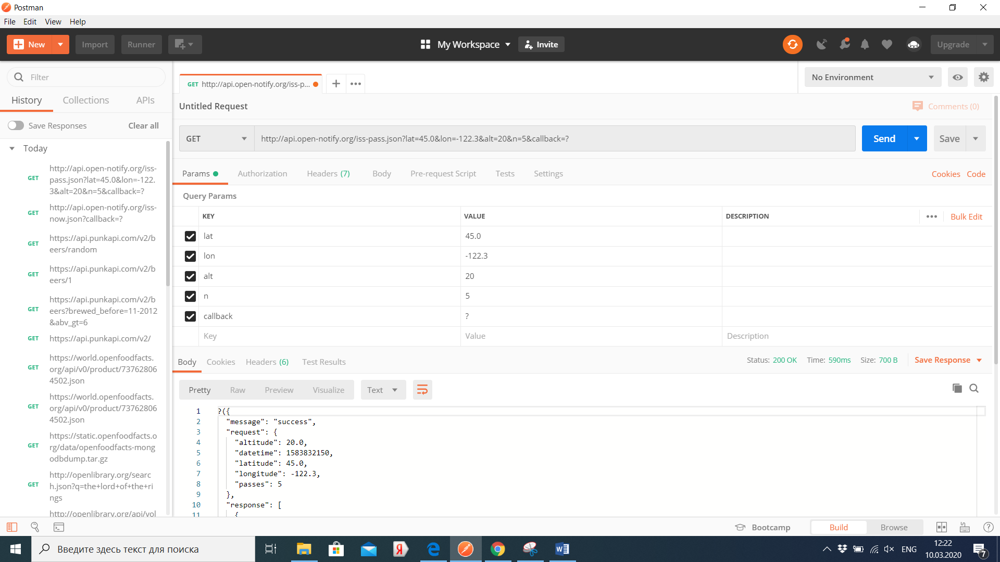 Postman
File Edit View Help
New Import Runner My Workspace Invite Upgrade
Filter
History Collections APIs
Save Responses Clear all
Today
GET http://api.open-notify.org/iss-
pass.json?lat=45.0&lon=-122.
3&alt=20&n=5&callback=?
GET http://api.open-notify.org/iss-
now.json?callback=?
GET https://api.punkapi.com/v2/b
eers/random
GET https://api.punkapi.com/v2/b
eers/1
GET https://api.punkapi.com/v2/b
eers?brewed_before=11-2012
&abv_gt=6
GET https://api.punkapi.com/v2/
GET https://world.openfoodfacts.
org/api/v0/product/73762806
4502.json
GET https://world.openfoodfacts.
org/api/v0/product/73762806
4502.json
GET https://static.openfoodfacts.o
rg/data/openfoodfacts-mong
odbdump.tar.gz
GET http://openlibrary.org/searc
h.json?q=the+lord+of+the+ri
ngs
http://openlibrary.org/api/vol
GET http://api.open-notify.org/iss-p...
No Environment
Untitled Request
Comments (0)
GET http://api.open-notify.org/iss-pass.json?lat=45.0&lon=-122.3&alt=20&n=5&callback=? Send Save
Params Authorization Headers (7) Body Pre-request Script Tests Settings Cookies Code
Query Params
KEY VALUE DESCRIPTION Bulk Edit
lat 45.0
lon -122.3
alt 20
n 5
callback ?
Key Value Description
Body Cookies Headers (6) Test Results Status: 200 OK Time: 590ms Size: 700 B Save Response
Pretty Raw Preview Visualize Text
1 ?({
2 "message": "success",
3 "request": {
4 "altitude": 20.0,
5 "datetime": 1583832150,
6 "latitude": 45.0,
7 "longitude": -122.3,
8 "passes": 5
9 },
10 "response": [
11 {
Bootcamp Build Browse
Введите здесь текст для поиска
ENG
12:22
10.03.2020
7